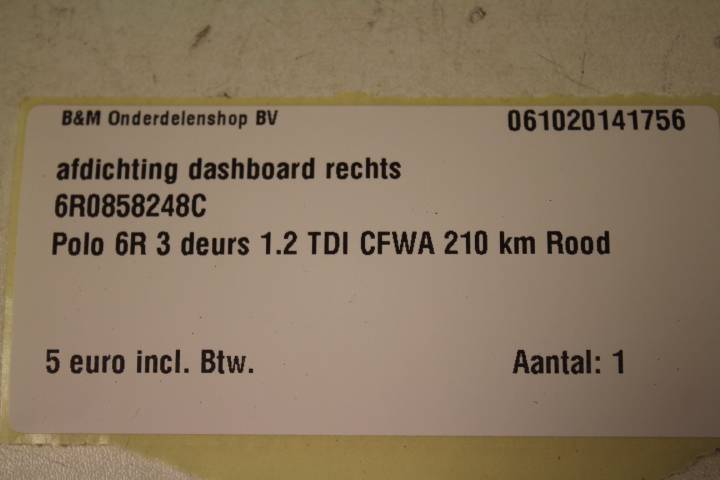 B&M Onderdelenshop BV 061020141756
afdichting dashboard rechts
6R0858248C
Polo 6R 3 deurs 1.2 TDI CFWA 210 km Rood
5 euro incl. Btw. Aantal: 1